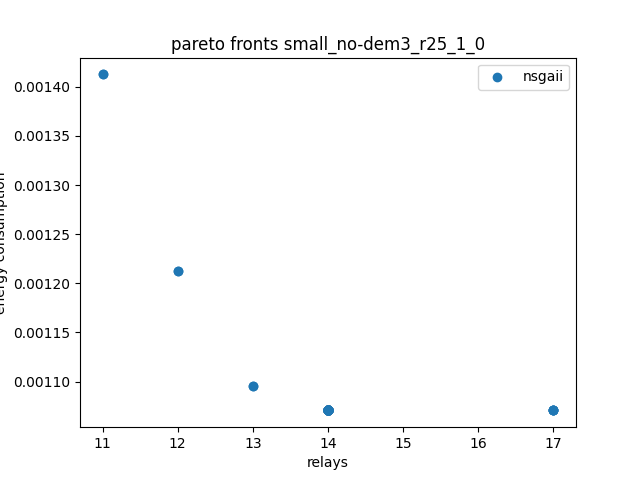 pareto fronts small_no-dem3_r25_1_0
nsgaii
0.00140
0.00135
0.00130
0.00125
0.00120
0.00115
0.00110
energy consumption
11 12 13 14 15 16 17
relays